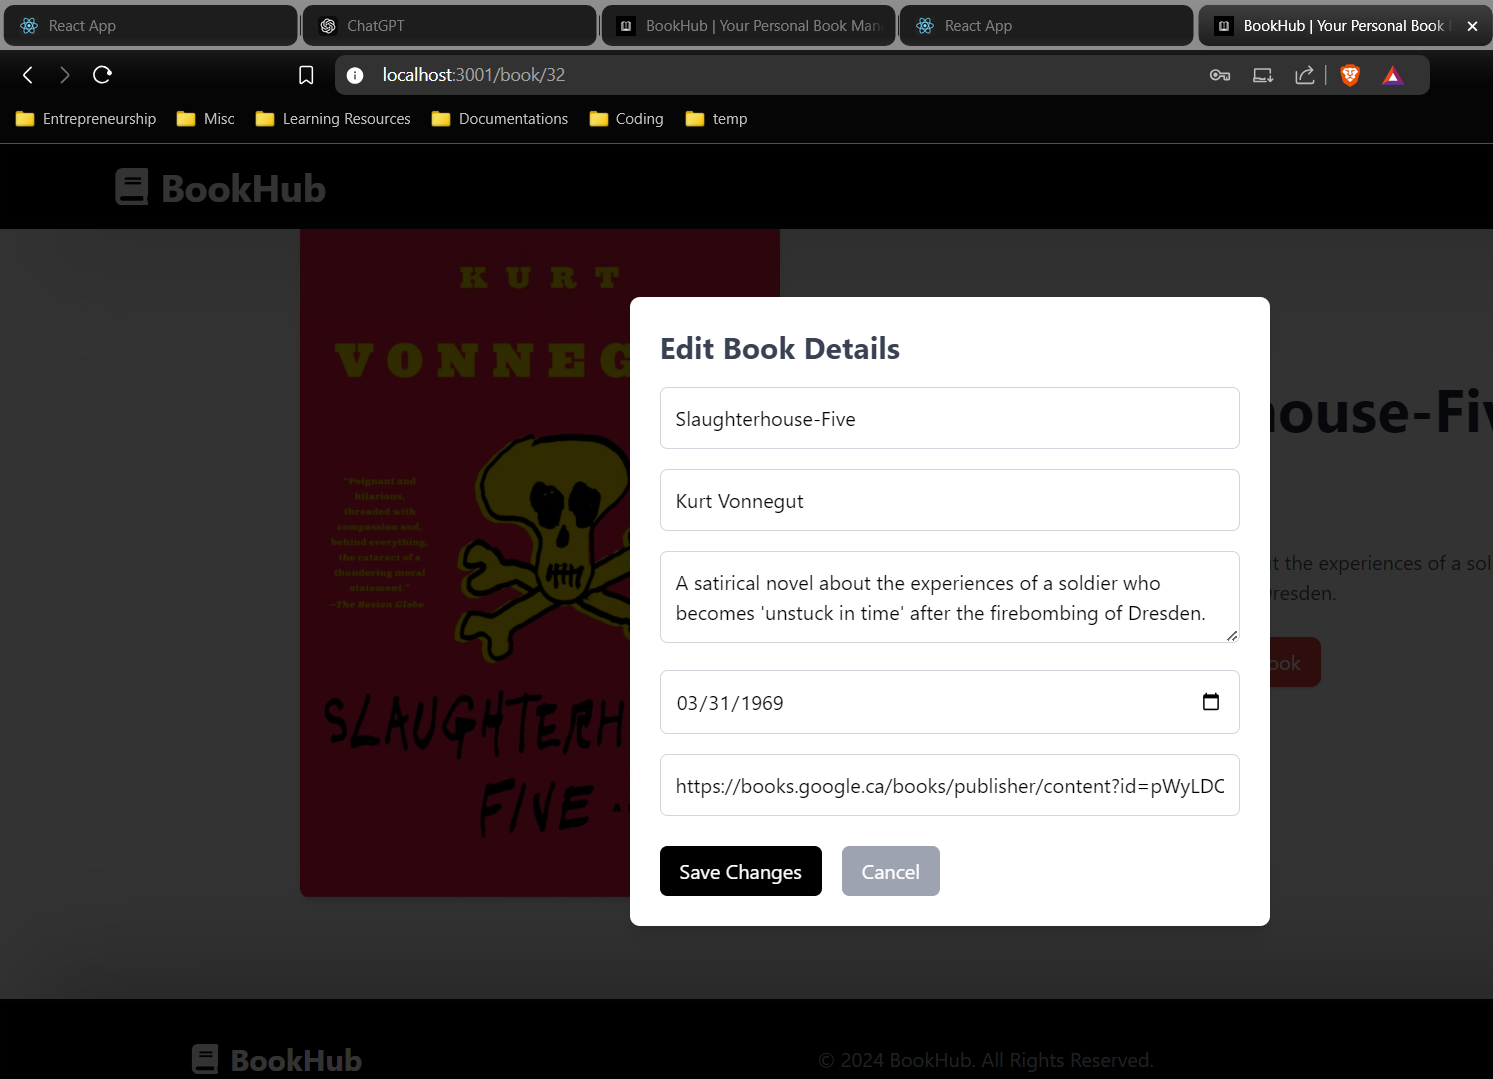 React App
ChatGPT
BookHub | Your Personal Book Man
React App
BookHub | Your Personal Book
localhost:3001/book/32
Entrepreneurship
Misc
Learning Resources
Documentations
Coding
temp
BookHub
KURT
VONNEG
"Poignant and
hilarious,
threaded with
compassion and,
behind everything,
the cataract of a
thundering moral
statement."
—The Boston Globe
SLAUGHTERH
FIVE
Edit Book Details
Slaughterhouse-Five
Kurt Vonnegut
A satirical novel about the experiences of a soldier who
becomes 'unstuck in time' after the firebombing of Dresden.
03/31/1969
https://books.google.ca/books/publisher/content?id=pWyLDC
Save Changes
Cancel
house-Fiv
t the experiences of a sol
Dresden.
ook
BookHub
© 2024 BookHub. All Rights Reserved.